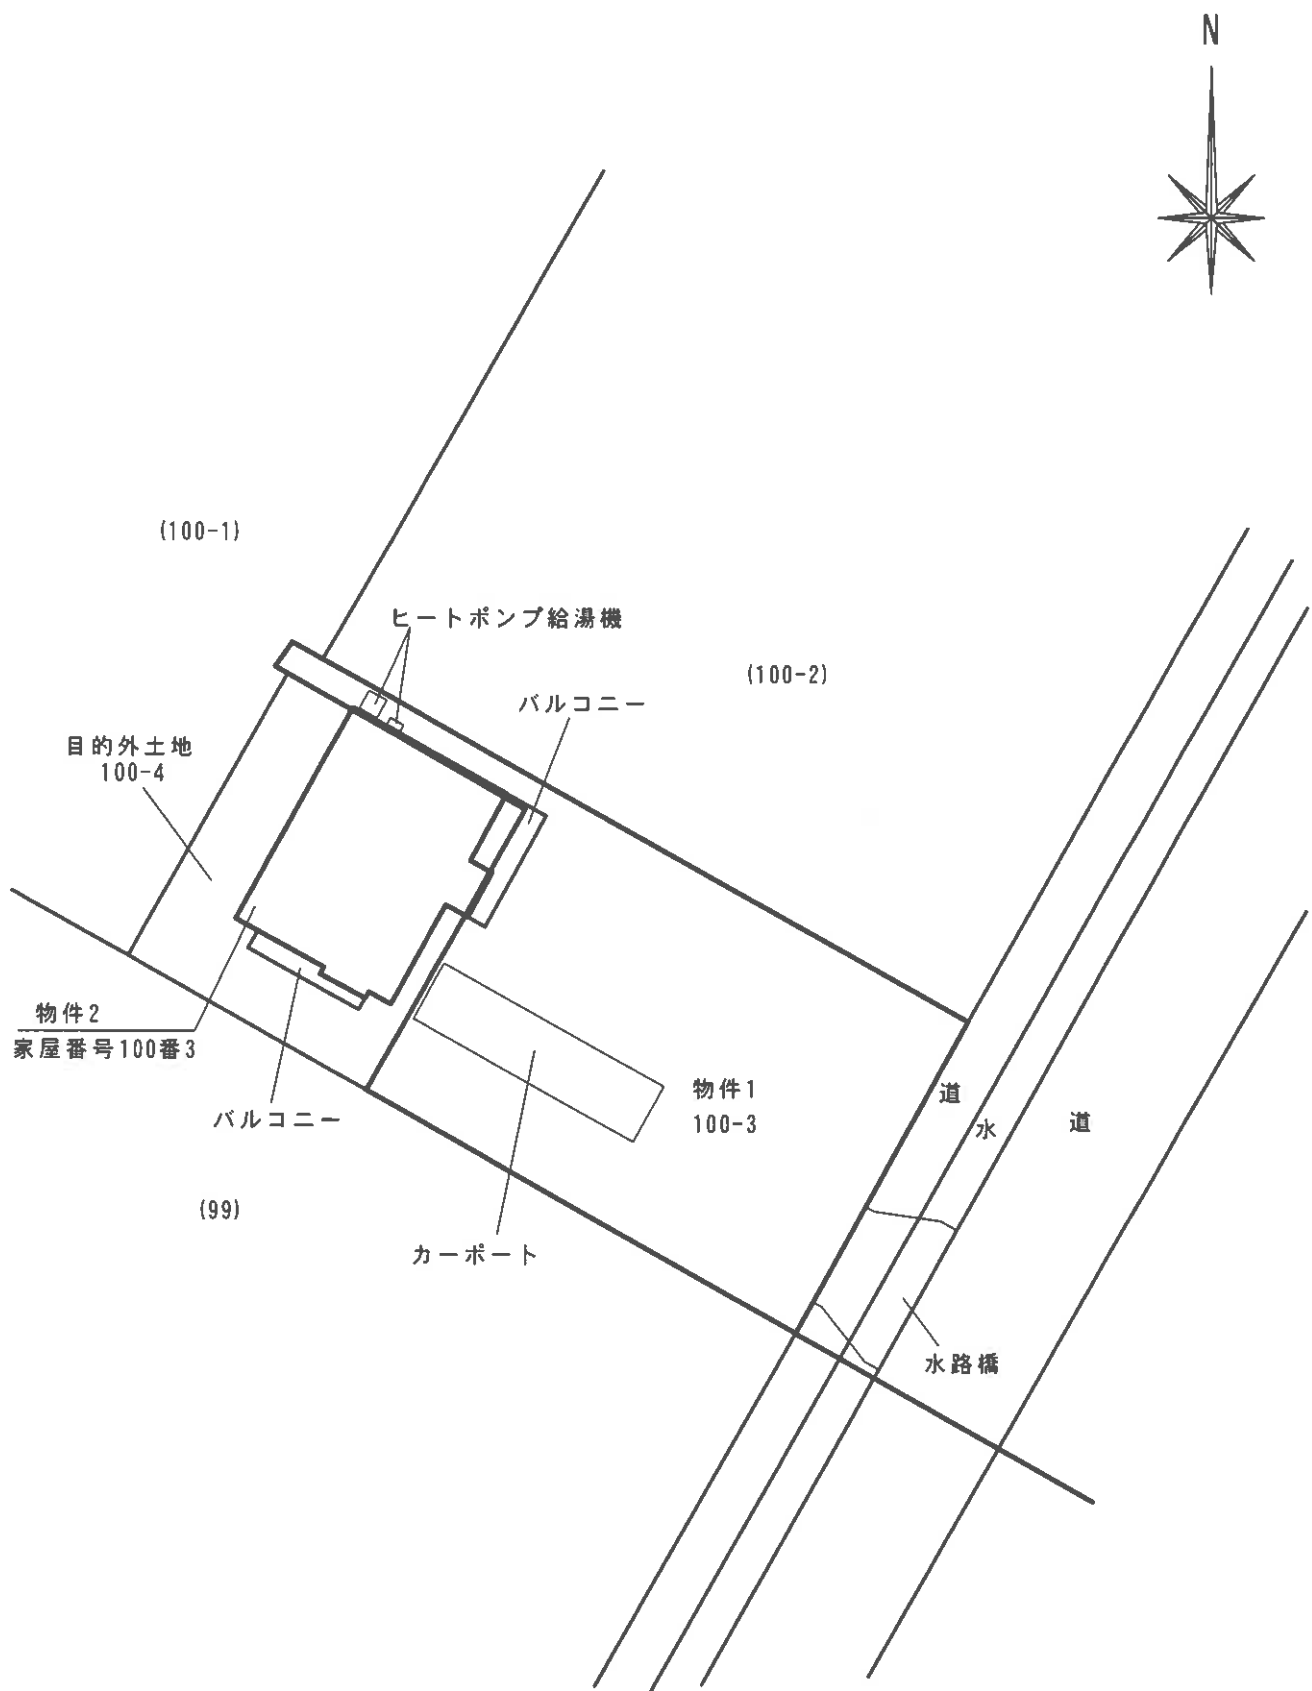 N
(100-1)
ヒートポンプ給湯機
(100-2)
バルコニー
目的外土地
100-4
物件2
家屋番号100番3
バルコニー
物件1
100-3
道
水
道
(99)
カーポート
水路橋